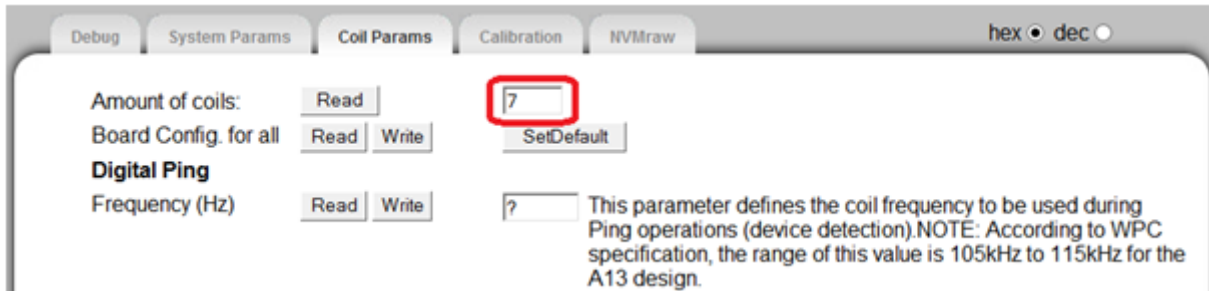 Debug System Params Coil Params Calibration NVMraw hex dec
Amount of coils: Read 7
Board Config. for all Read Write SetDefault
Digital Ping
Frequency (Hz) Read Write ? This parameter defines the coil frequency to be used during
Ping operations (device detection).NOTE: According to WPC
specification, the range of this value is 105kHz to 115kHz for the
A13 design.